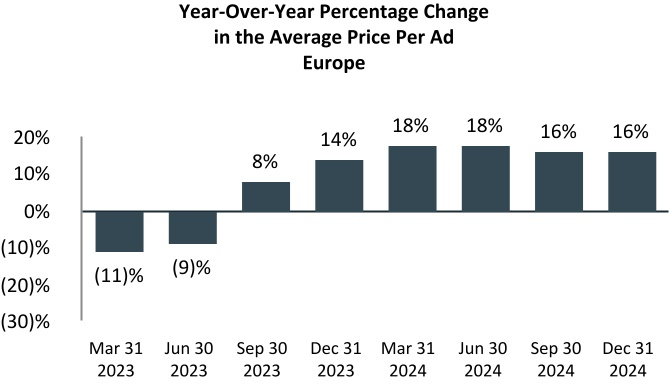 Year-Over-Year Percentage Change
in the Average Price Per Ad
Europe
20%
10%
0%
(10)%
(20)%
(30)%
(11)%
(9)%
8%
14%
18%
18%
16%
16%
Mar 31 Jun 30 Sep 30 Dec 31 Mar 31 Jun 30 Sep 30 Dec 31
2023 2023 2023 2023 2024 2024 2024 2024